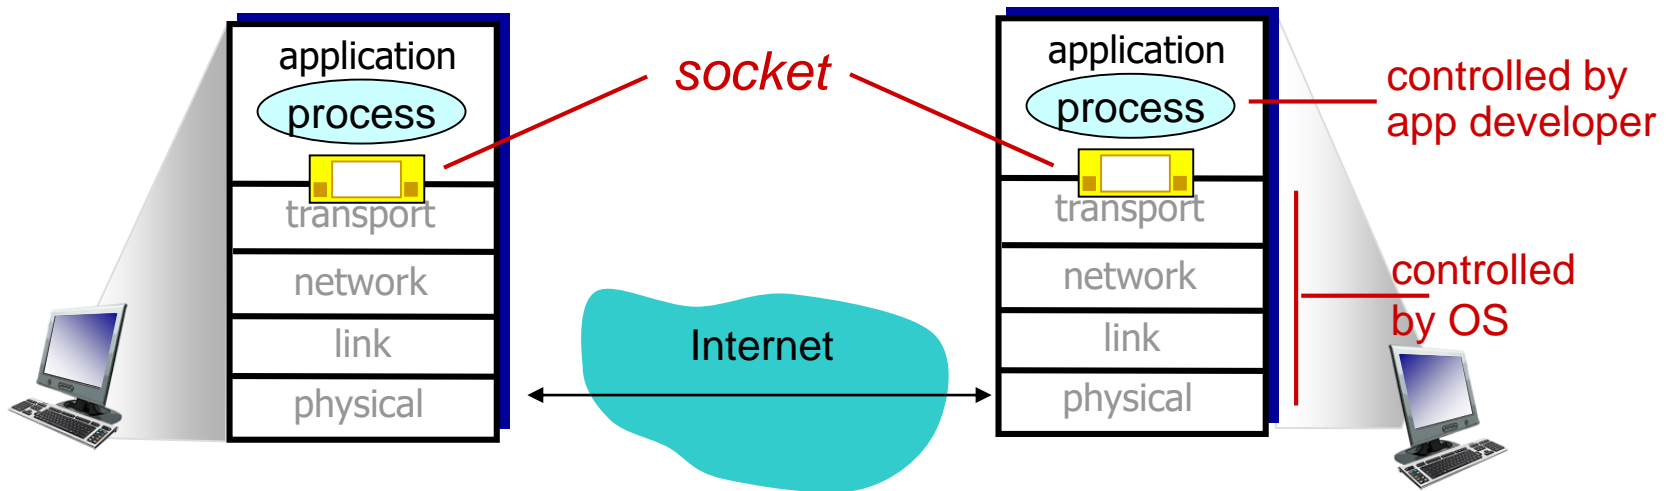 application
process
transport
network
link
physical
socket
Internet
application
process
transport
network
link
physical
controlled by
app developer
controlled
by OS